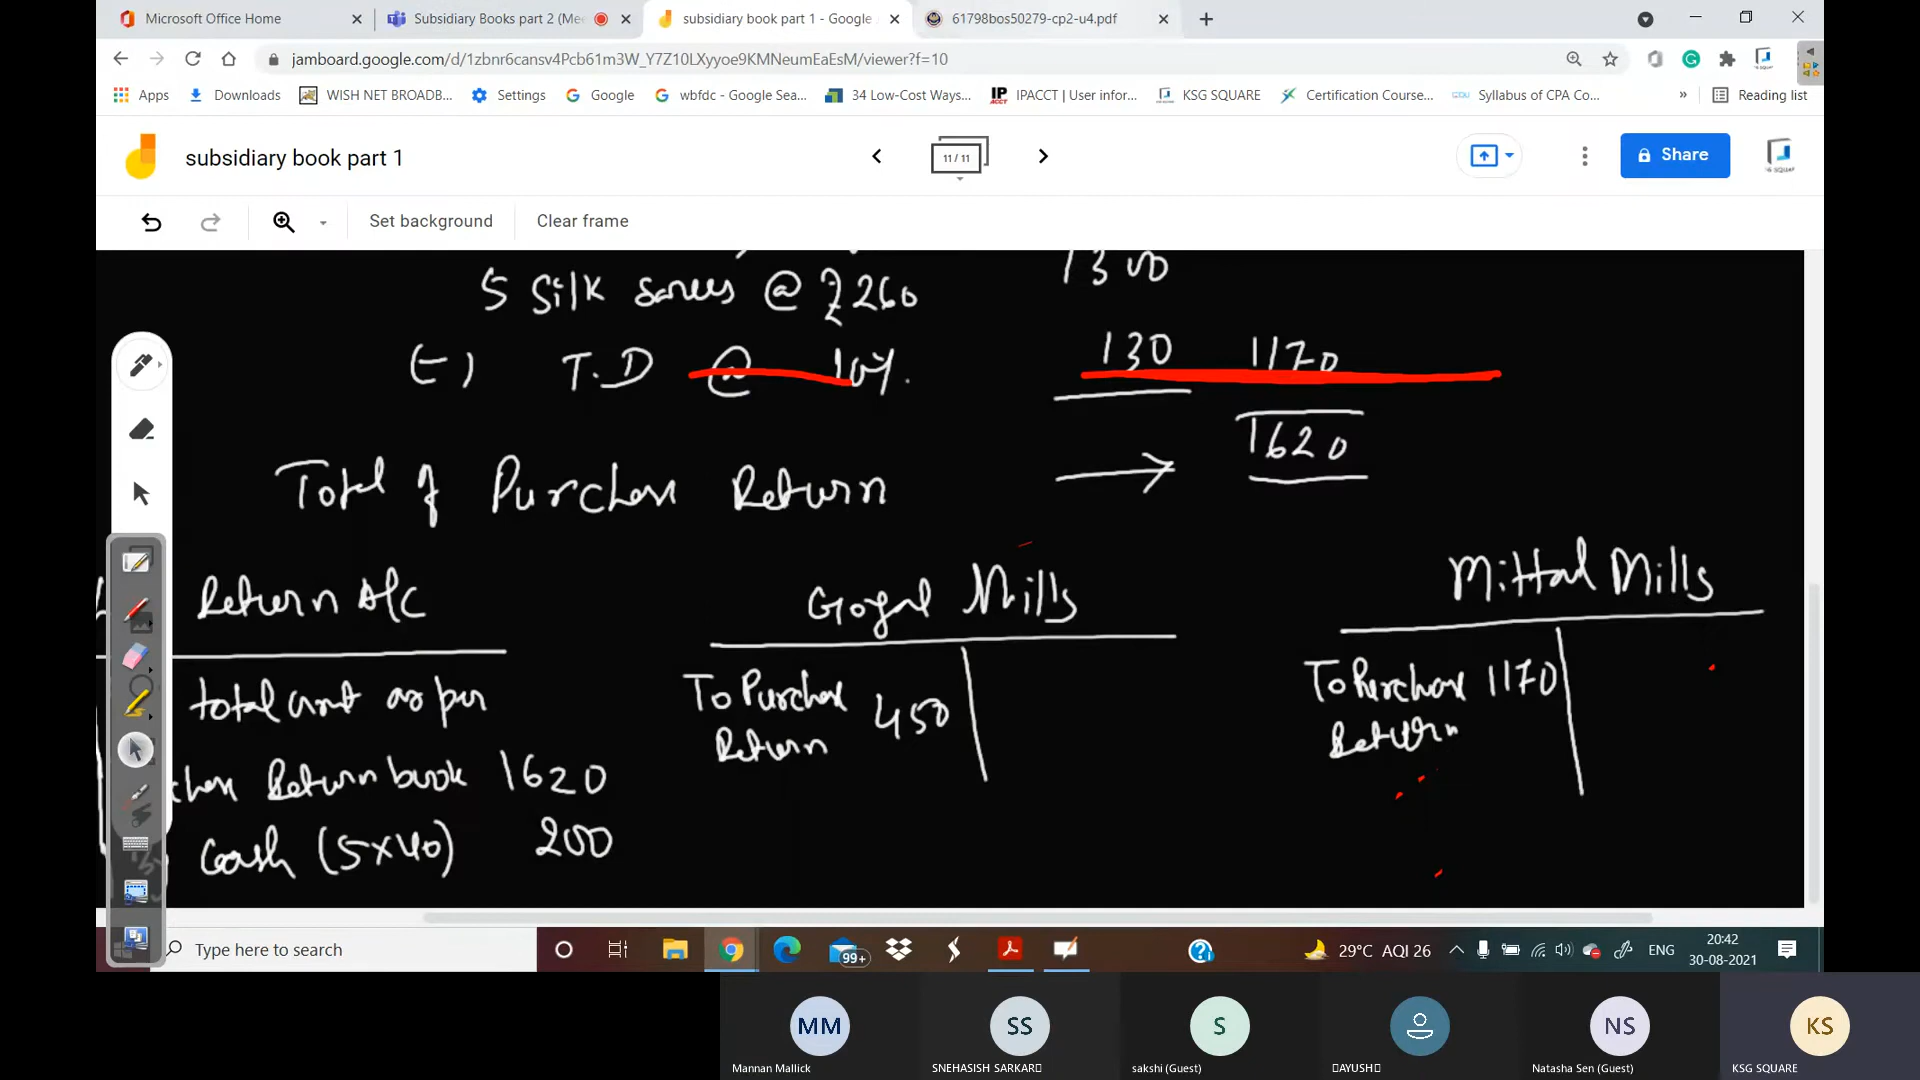 Microsoft Office Home
Subsidiary Books part 2 (Me
subsidiary book part 1 - Google
61798bos50279-cp2-u4.pdf
jamboard.google.com/d/1zbnr6cansv4Pcb61m3W_Y7Z10LXyyoe9KMNeumEaEsM/viewer?f=10
Apps Downloads WISH NET BROADB... Settings Google wbfdc - Google Sea... 34 Low-Cost Ways... IPACCT | User infor... KSG SQUARE Certification Course... Syllabus of CPA Co... » Reading list
subsidiary book part 1
11 / 11
Share
Set background Clear frame
5 Silk sarees @ ₹260 1300
(-) T.D @ 10%. 130 1170
1620
Total of Purchase Return
Return A/c
Goyal Mills
Mittal Mills
total amt as per
To Purchase 450
Return
To Purchase 1170
Return
chase Return book 1620
Cash (5x40) 200
Type here to search
99+
29°C AQI 26
ENG
20:42
30-08-2021
MM SS S NS KS
Mannan Mallick
SNEHASISH SARKAR
sakshi (Guest)
AYUSH
Natasha Sen (Guest)
KSG SQUARE